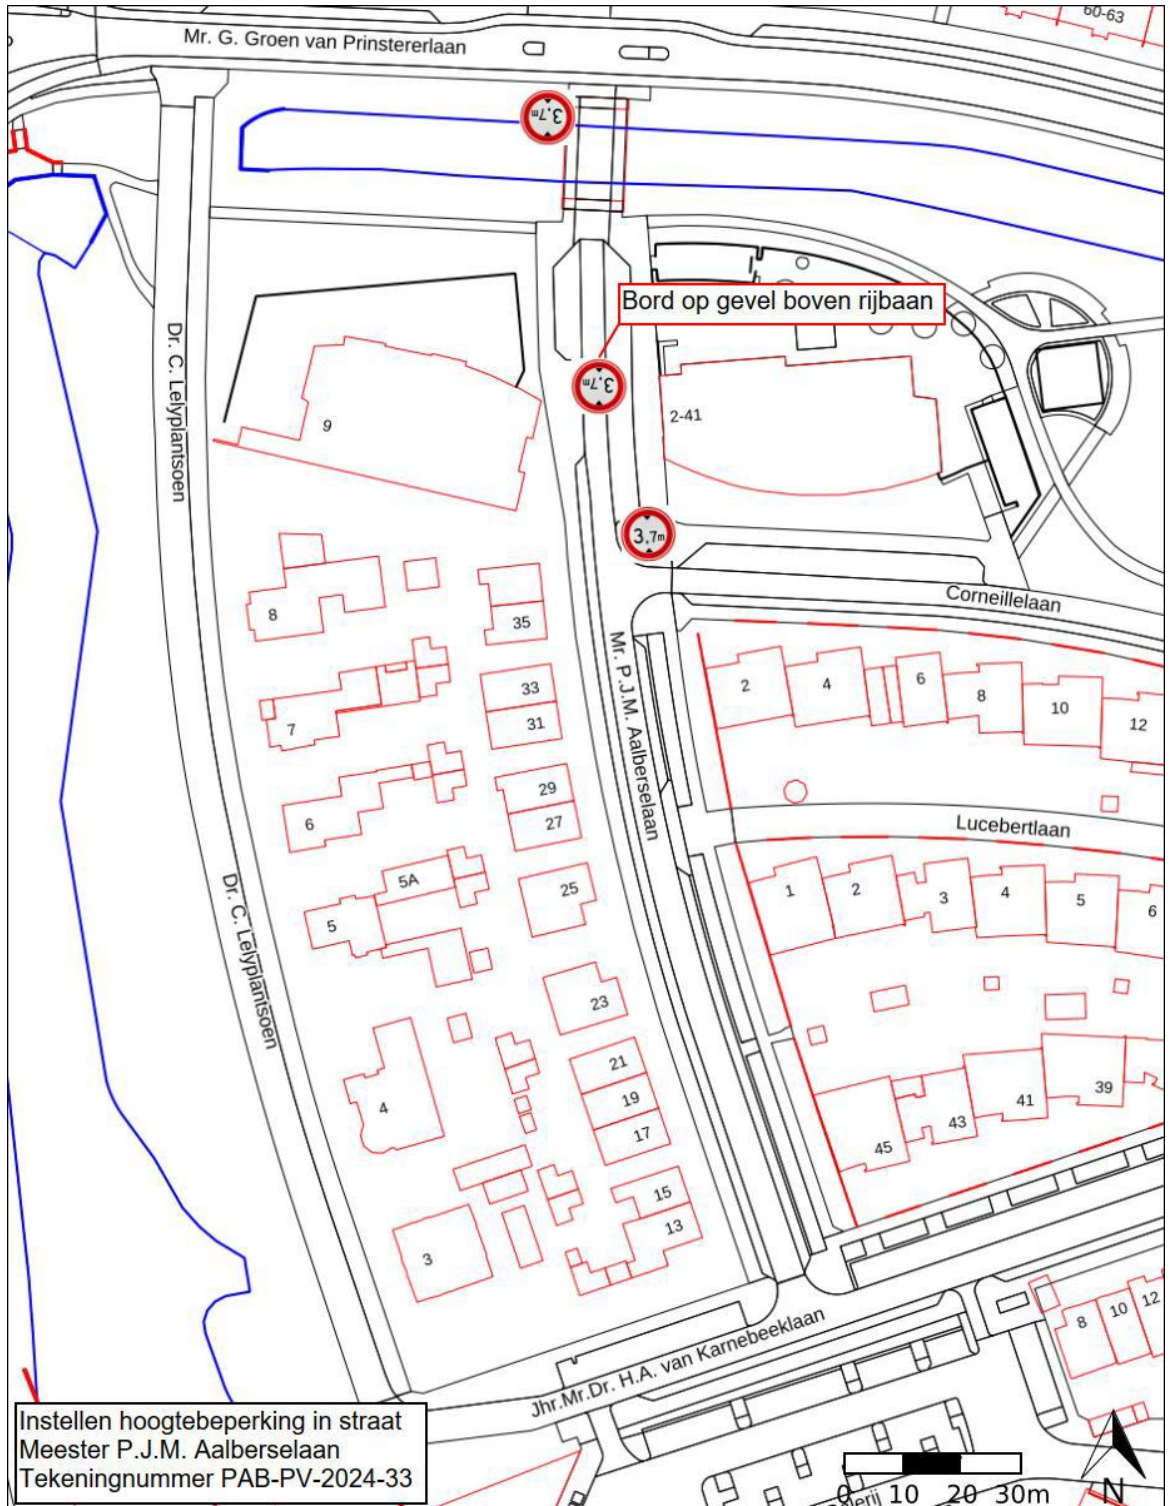 60-63
Mr. G. Groen van Prinstererlaan
3,7m
Bord op gevel boven rijbaan
3,7m
Dr. C. Lelyplantsoen
9
2-41
3,7m
Corneillelaan
8
35
Mr. P.J.M. Aalberselaan
33
2
4
6
8
10
12
7
31
29
6
27
Lucebertlaan
5A
25
1
2
3
4
5
6
5
Dr. C. Lelyplantsoen
23
21
4
19
41
39
17
43
45
15
13
3
8
10
12
Jhr.Mr.Dr. H.A. van Karnebeeklaan
Instellen hoogtebeperking in straat
Meester P.J.M. Aalberselaan
Tekeningnummer PAB-PV-2024-33
0 10 20 30m
N